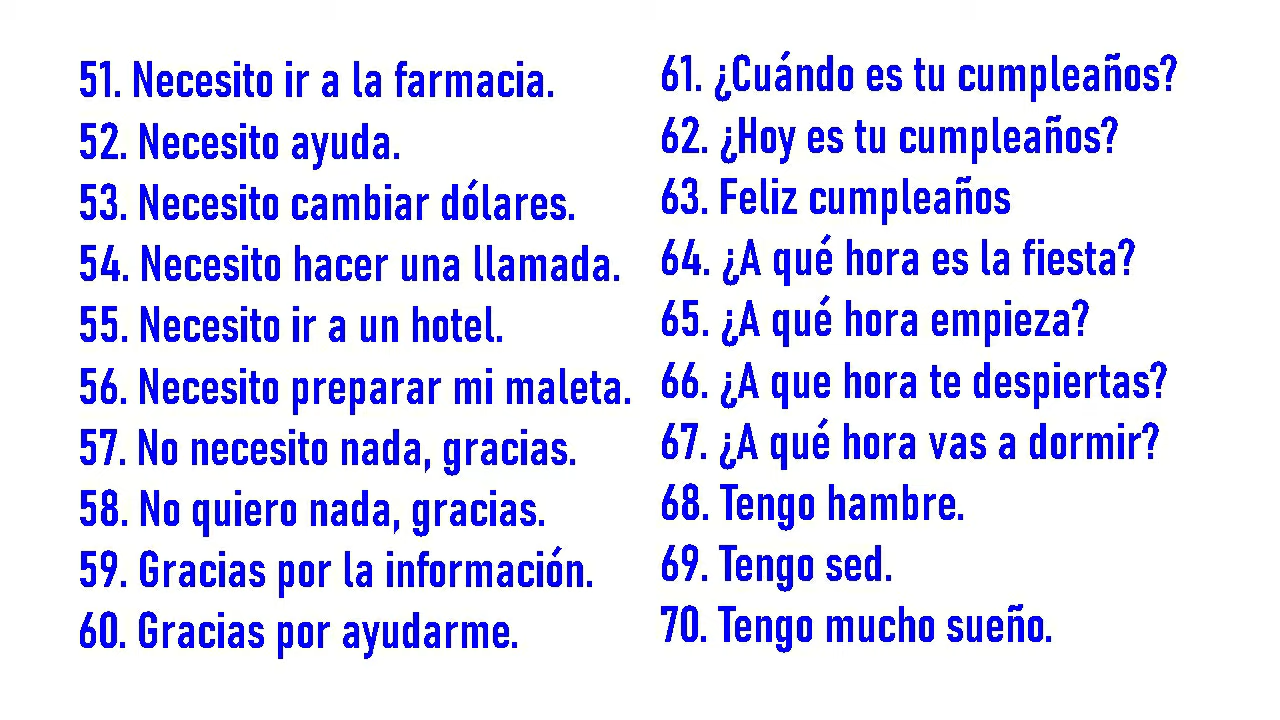 51. Necesito ir a la farmacia.
52. Necesito ayuda.
53. Necesito cambiar dólares.
54. Necesito hacer una llamada.
55. Necesito ir a un hotel.
56. Necesito preparar mi maleta.
57. No necesito nada, gracias.
58. No quiero nada, gracias.
59. Gracias por la información.
60. Gracias por ayudarme.
61. ¿Cuándo es tu cumpleaños?
62. ¿Hoy es tu cumpleaños?
63. Feliz cumpleaños
64. ¿A qué hora es la fiesta?
65. ¿A qué hora empieza?
66. ¿A que hora te despiertas?
67. ¿A qué hora vas a dormir?
68. Tengo hambre.
69. Tengo sed.
70. Tengo mucho sueño.